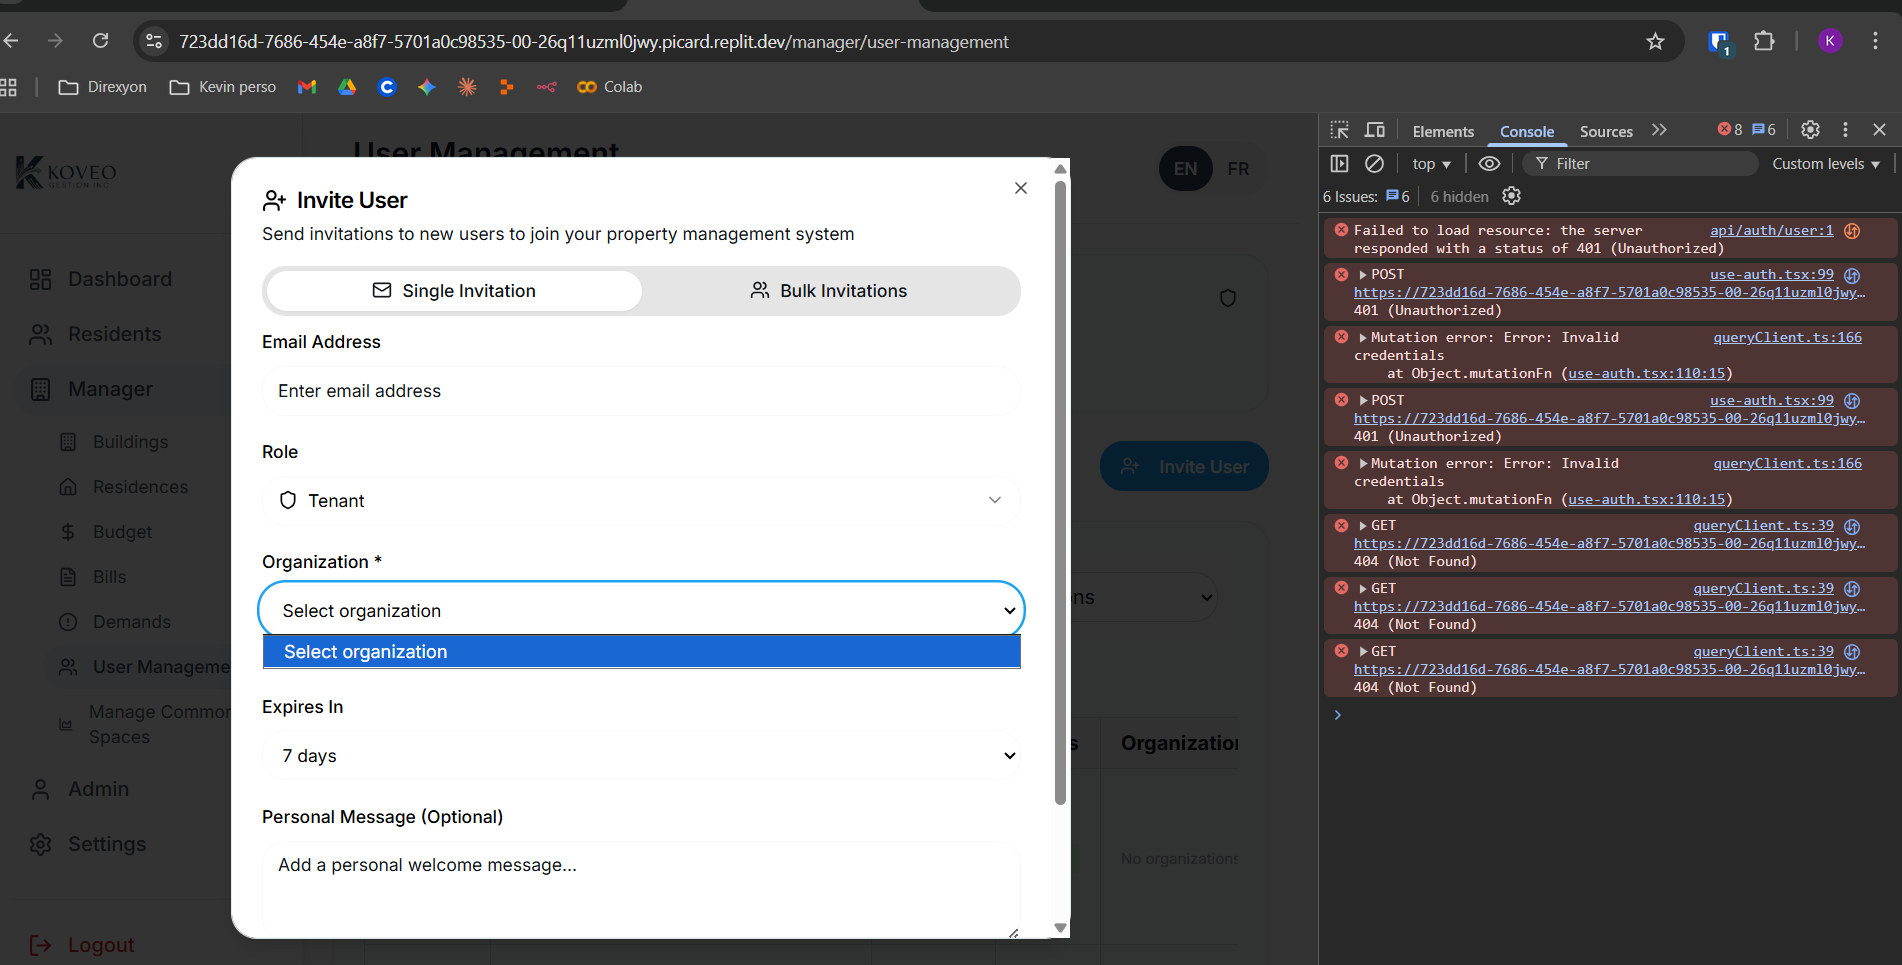 723dd16d-7686-454e-a8f7-5701a0c98535-00-26q11uzml0jwy.picard.replit.dev/manager/user-management
1
K
Direxyon
Kevin perso
Colab
KOVEO
GESTION INC
Dashboard
Residents
Manager
Buildings
Residences
Budget
Bills
Demands
User Manageme
Manage Common
Spaces
Admin
Settings
Logout
User Management
EN
FR
Invite User
Organization
No organizations
Invite User
Send invitations to new users to join your property management system
Single Invitation
Bulk Invitations
Email Address
Enter email address
Role
Tenant
Organization *
Select organization
Select organization
Expires In
7 days
Personal Message (Optional)
Add a personal welcome message...
Elements
Console
Sources
8
6
top
Filter
Custom levels
6 Issues:
6
6 hidden
Failed to load resource: the server api/auth/user:1
responded with a status of 401 (Unauthorized)
POST use-auth.tsx:99
https://723dd16d-7686-454e-a8f7-5701a0c98535-00-26q11uzml0jwy…
401 (Unauthorized)
Mutation error: Error: Invalid queryClient.ts:166
credentials
at Object.mutationFn (use-auth.tsx:110:15)
POST use-auth.tsx:99
https://723dd16d-7686-454e-a8f7-5701a0c98535-00-26q11uzml0jwy…
401 (Unauthorized)
Mutation error: Error: Invalid queryClient.ts:166
credentials
at Object.mutationFn (use-auth.tsx:110:15)
GET queryClient.ts:39
https://723dd16d-7686-454e-a8f7-5701a0c98535-00-26q11uzml0jwy…
404 (Not Found)
GET queryClient.ts:39
https://723dd16d-7686-454e-a8f7-5701a0c98535-00-26q11uzml0jwy…
404 (Not Found)
GET queryClient.ts:39
https://723dd16d-7686-454e-a8f7-5701a0c98535-00-26q11uzml0jwy…
404 (Not Found)